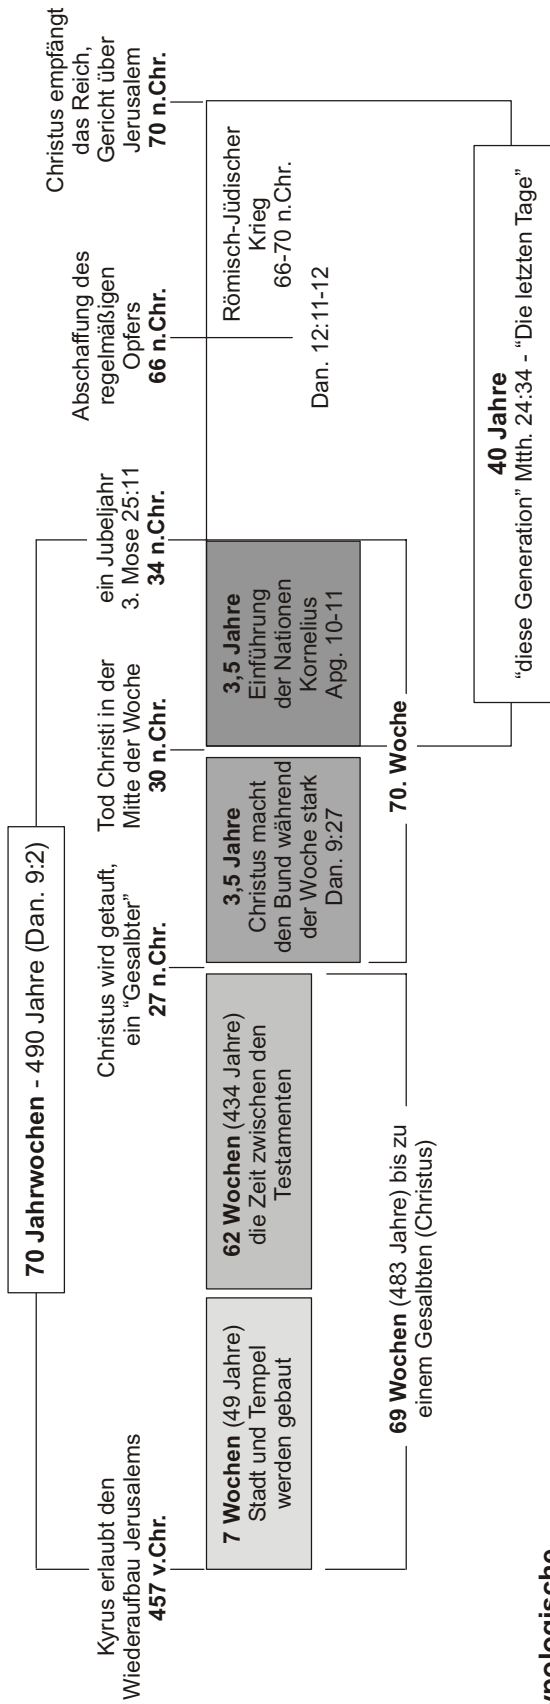 70 Jahrwochen - 490 Jahre (Dan. 9:2)
Kyrus erlaubt den
Wiederaufbau Jerusalems
457 v.Chr.
Christus wird getauft,
ein "Gesalbter"
27 n.Chr.
Tod Christi in der
Mitte der Woche
30 n.Chr.
ein Jubeljahr
3. Mose 25:11
34 n.Chr.
Abschaffung des
regelmäßigen
Opfers
66 n.Chr.
Christus empfängt
das Reich,
Gericht über
Jerusalem
70 n.Chr.
7 Wochen (49 Jahre)
Stadt und Tempel
werden gebaut
62 Wochen (434 Jahre)
die Zeit zwischen den
Testamenten
3,5 Jahre
Christus macht
den Bund während
der Woche stark
Dan. 9:27
3,5 Jahre
Einführung
der Nationen
Kornelius
Apg. 10-11
Römisch-Jüdischer
Krieg
66-70 n.Chr.
Dan. 12:11-12
69 Wochen (483 Jahre) bis zu
einem Gesalbten (Christus)
70. Woche
40 Jahre
"diese Generation" Mtth. 24:34 - "Die letzten Tage"